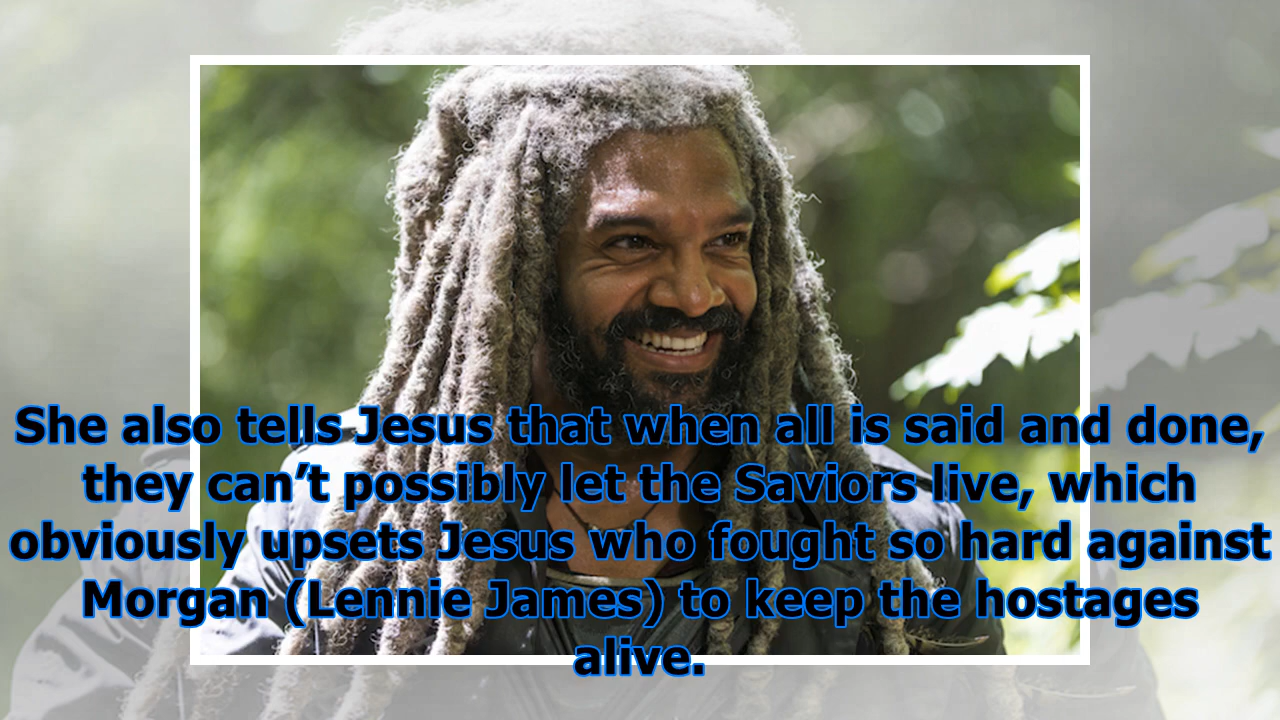 She also tells Jesus that when all is said and done,
they can’t possibly let the Saviors live, which
obviously upsets Jesus who fought so hard against
Morgan (Lennie James) to keep the hostages
alive.